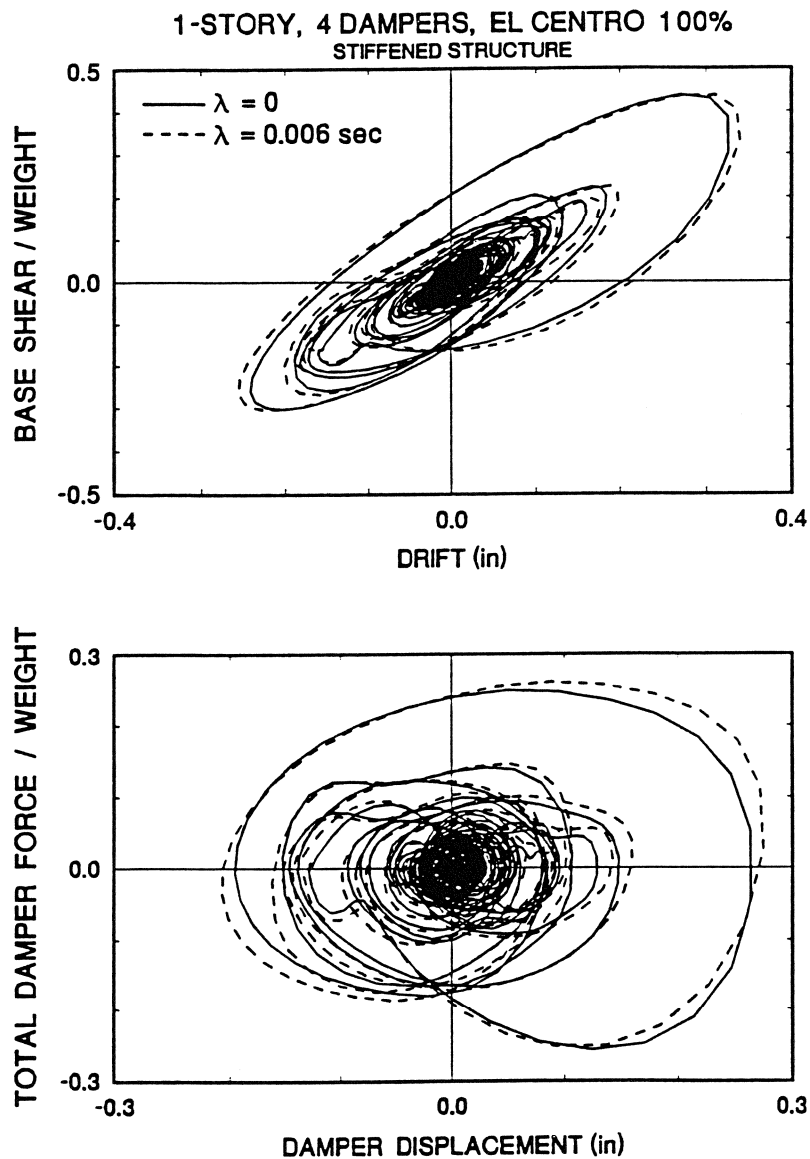 1-STORY, 4 DAMPERS, EL CENTRO 100%
STIFFENED STRUCTURE
0.5
λ = 0
λ = 0.006 sec
BASE SHEAR / WEIGHT
0.0
-0.5
-0.4
0.0
0.4
DRIFT (in)
0.3
TOTAL DAMPER FORCE / WEIGHT
0.0
-0.3
-0.3
0.0
0.3
DAMPER DISPLACEMENT (in)